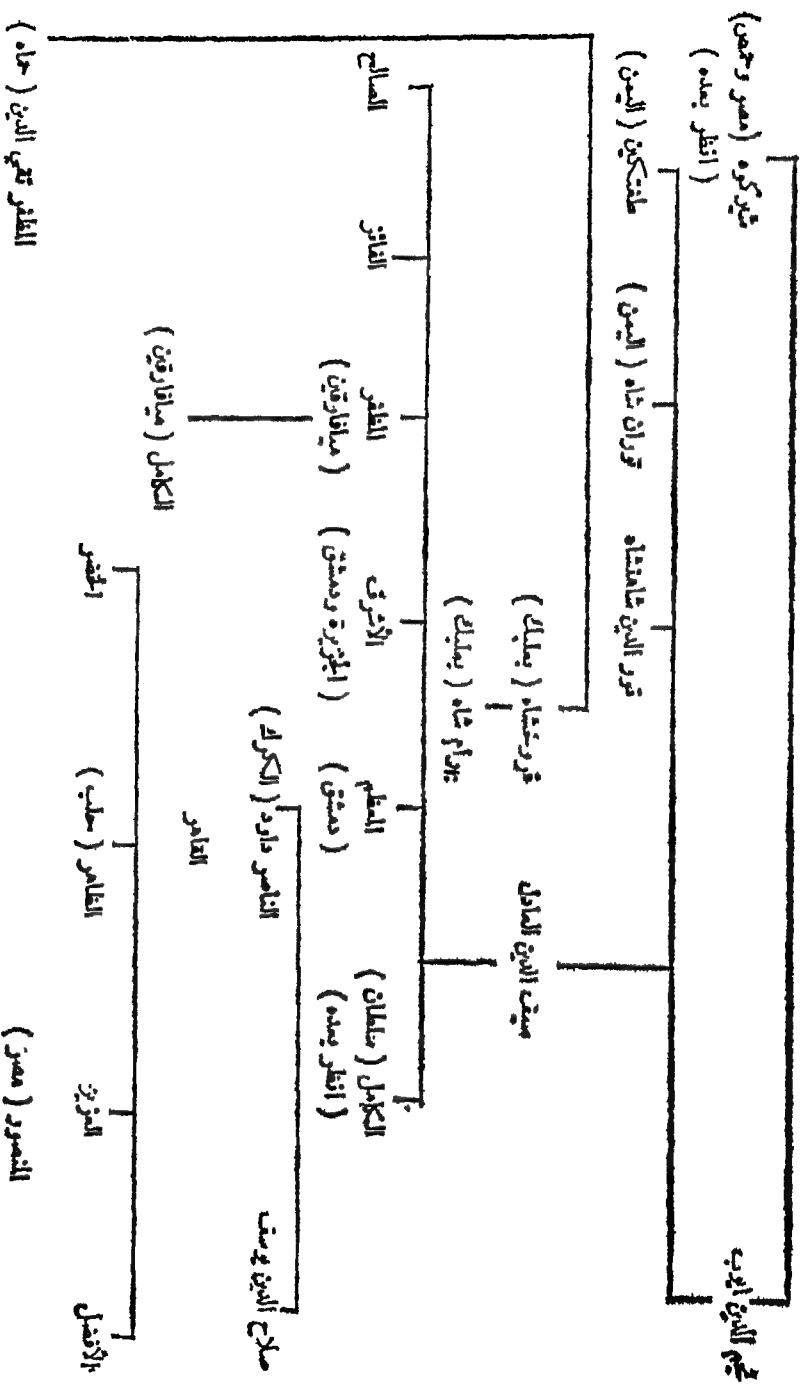 نجم الدين أيوب
شيركوه (مصر وحمص)
(انظر بعده)
نور الدين شاهنشاه
توران شاه (اليمن)
طغتكين (اليمن)
سيف الدين العادل
فروخشاه (بعلبك)
بهرام شاه (بعلبك)
الكامل (سلطان)
(انظر بعده)
المعظم
(دمشق)
الأشرف
(الجزيرة ودمشق)
المظفر
(ميافارقين)
الفائز
الصالح
صلاح الدين يوسف
الناصر داود (الكرك)
القاهر
الكامل (ميافارقين)
الأفضل
العزيز
الظاهر (حلب)
الخضر
المنصور (مصر)
المظفر تقي الدين (حماه)